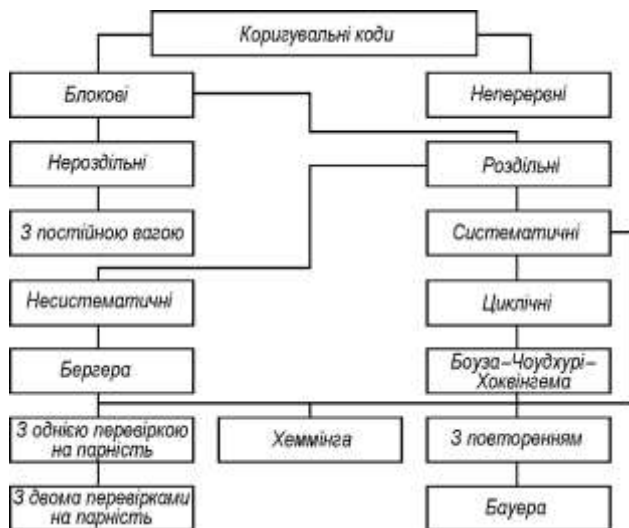 Коригувальні коди
Блокові
Неперервні
Нероздільні
Роздільні
З постійною вагою
Систематичні
Несистематичні
Циклічні
Бергера
Боуза–Чоудхурі–
Хоквінгема
З однією перевіркою
на парність
Хеммінга
З повторенням
З двома перевірками
на парність
Бауера